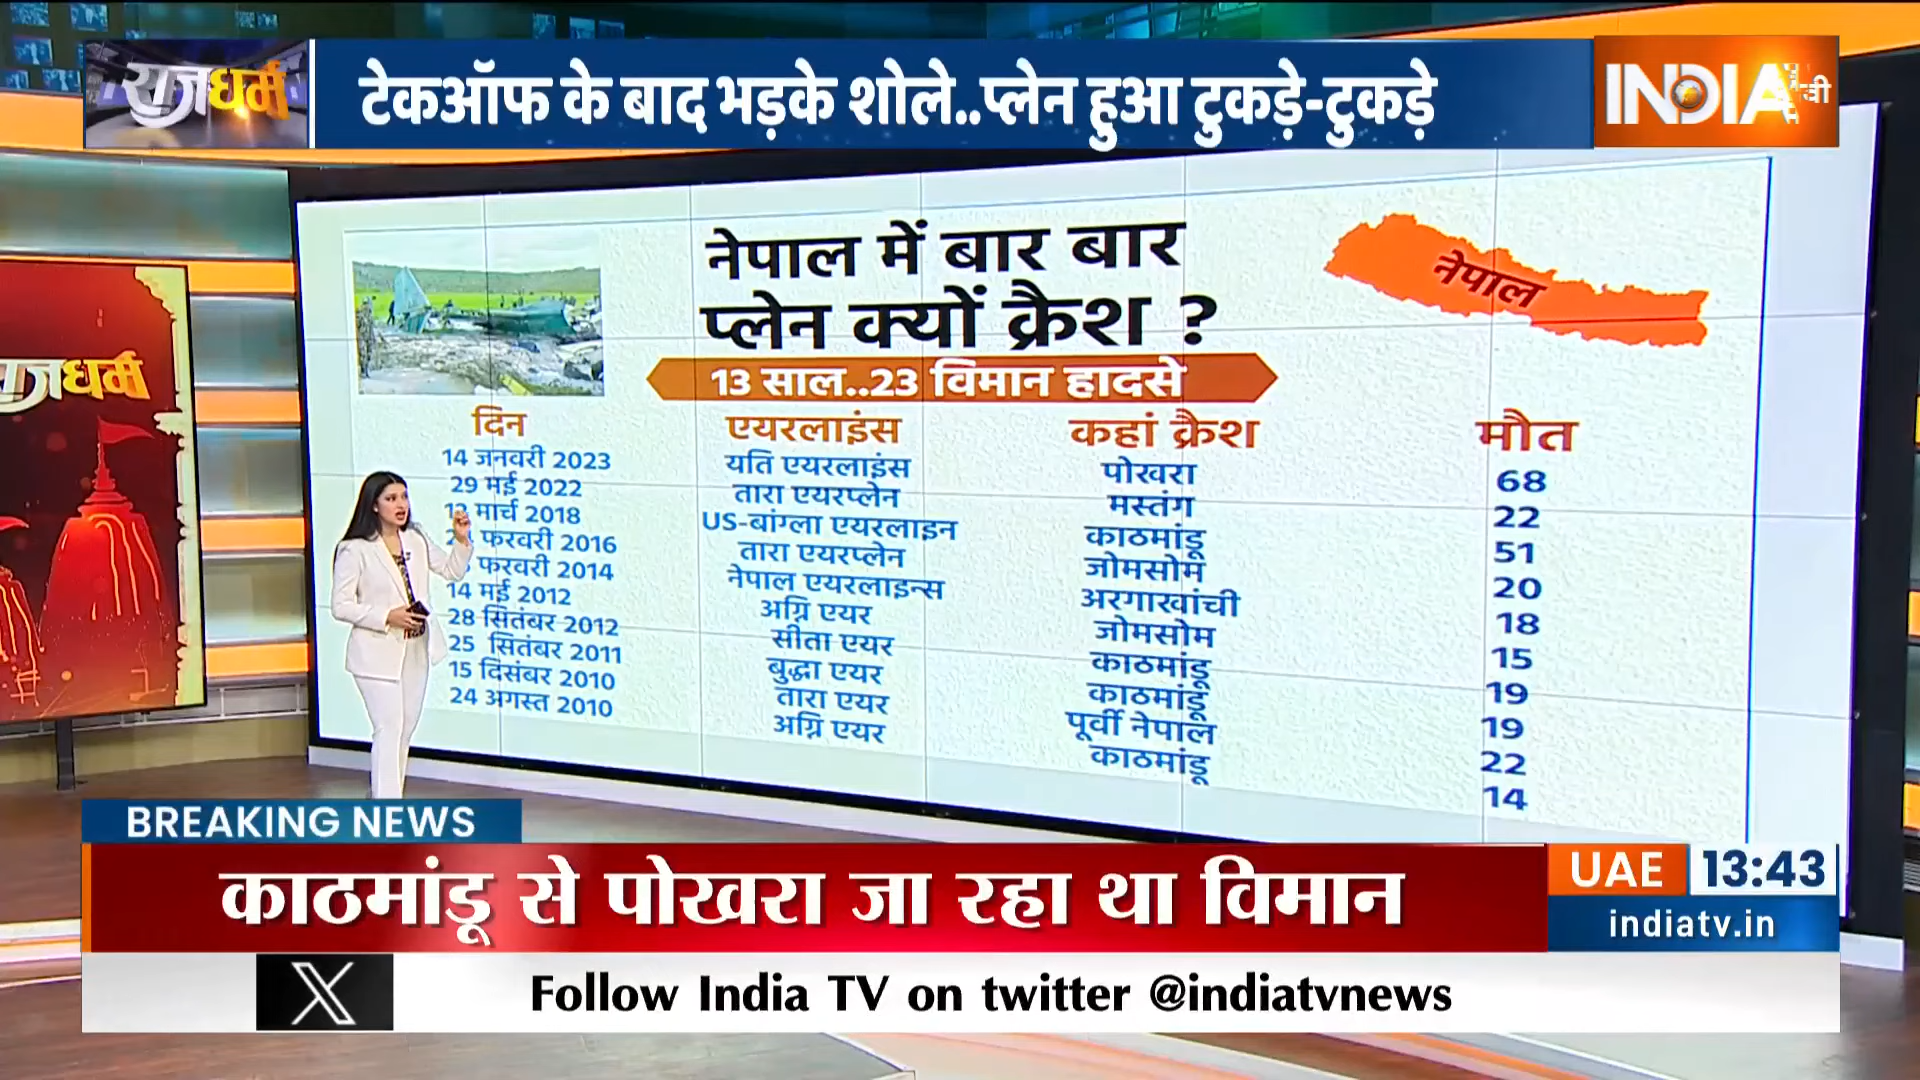 राजधर्म
टेकऑफ के बाद भड़के शोले..प्लेन हुआ टुकड़े-टुकड़े
INDIA
राजधर्म
नेपाल में बार बार
प्लेन क्यों क्रैश ?
नेपाल
13 साल..23 विमान हादसे
दिन एयरलाइंस कहां क्रैश मौत
14 जनवरी 2023 यति एयरलाइंस पोखरा 68
29 मई 2022 तारा एयरप्लेन मस्तंग 22
मार्च 2018 US-बांग्ला एयरलाइन काठमांडू 51
फरवरी 2016 तारा एयरप्लेन जोमसोम 20
फरवरी 2014 नेपाल एयरलाइन्स अरगाखांची 18
14 मई 2012 अग्नि एयर जोमसोम 15
28 सितंबर 2012 सीता एयर काठमांडू 19
25 सितंबर 2011 बुद्धा एयर काठमांडू 19
15 दिसंबर 2010 तारा एयर पूर्वी नेपाल 22
24 अगस्त 2010 अग्नि एयर काठमांडू 14
BREAKING NEWS
काठमांडू से पोखरा जा रहा था विमान
UAE 13:43
indiatv.in
X Follow India TV on twitter @indiatvnews